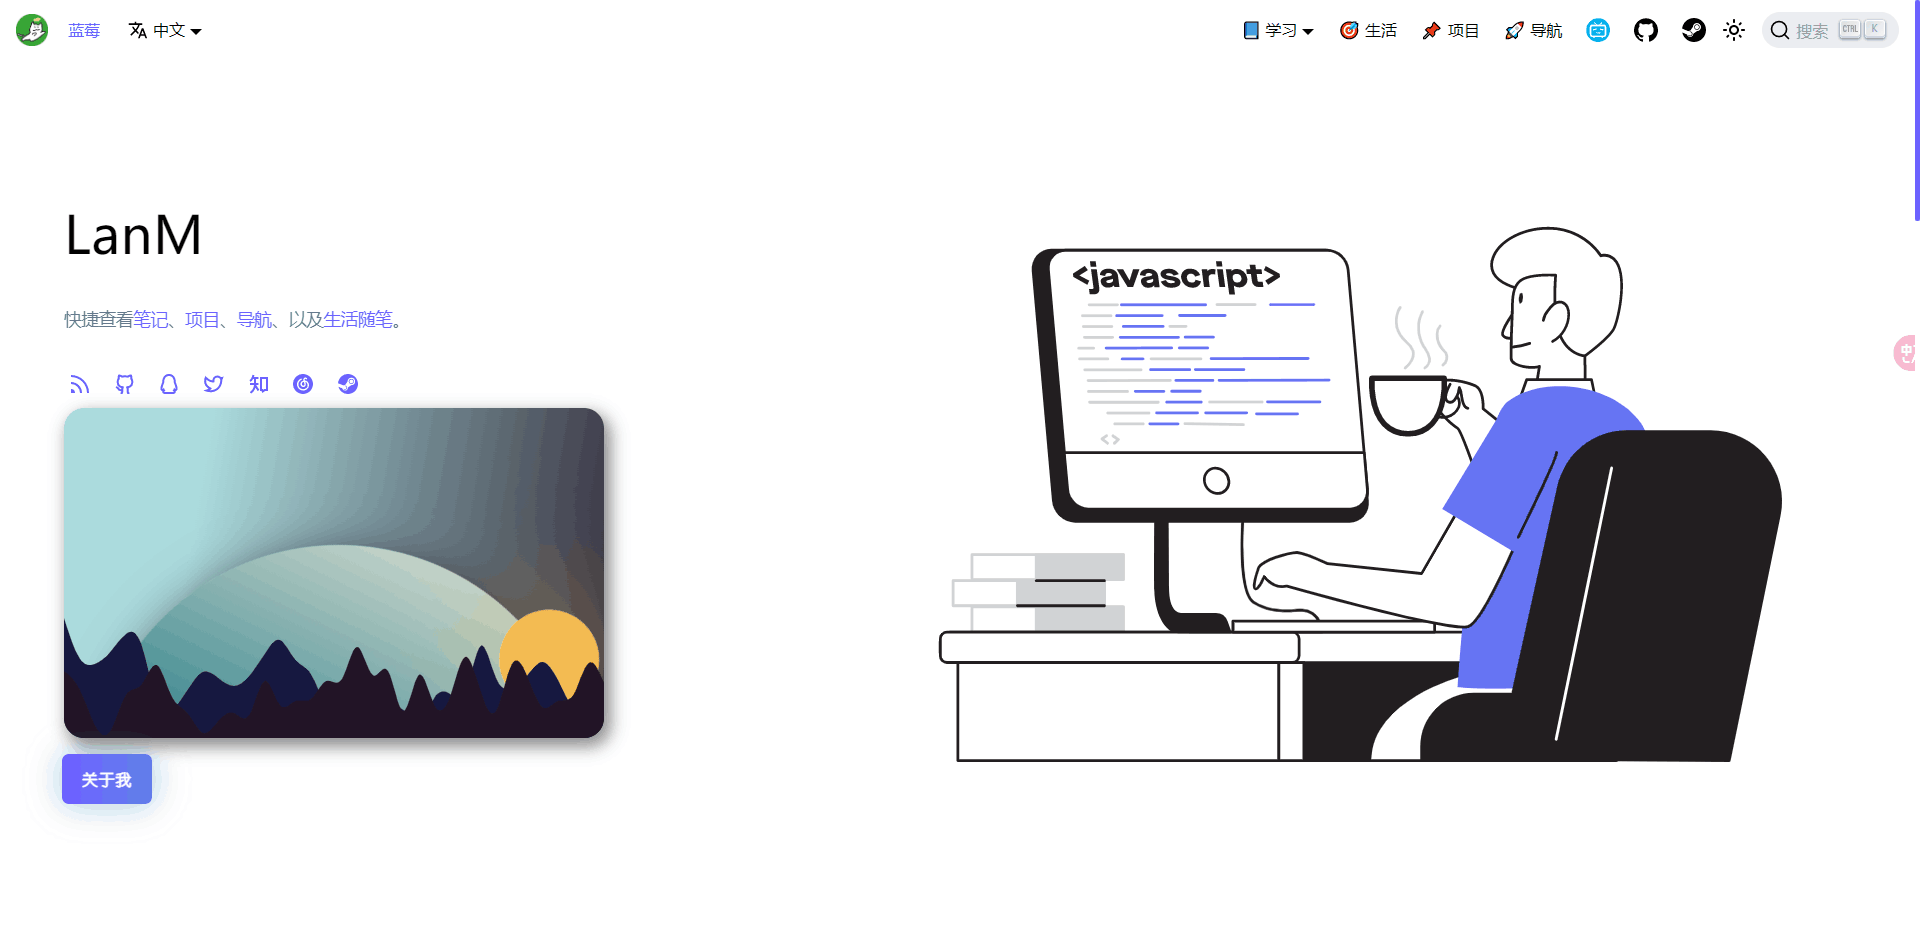 蓝莓 中文 学习 生活 项目 导航 搜索 CTRL K
LanM
<javascript>
快捷查看笔记、项目、导航、以及生活随笔。
知
< >
关于我
中